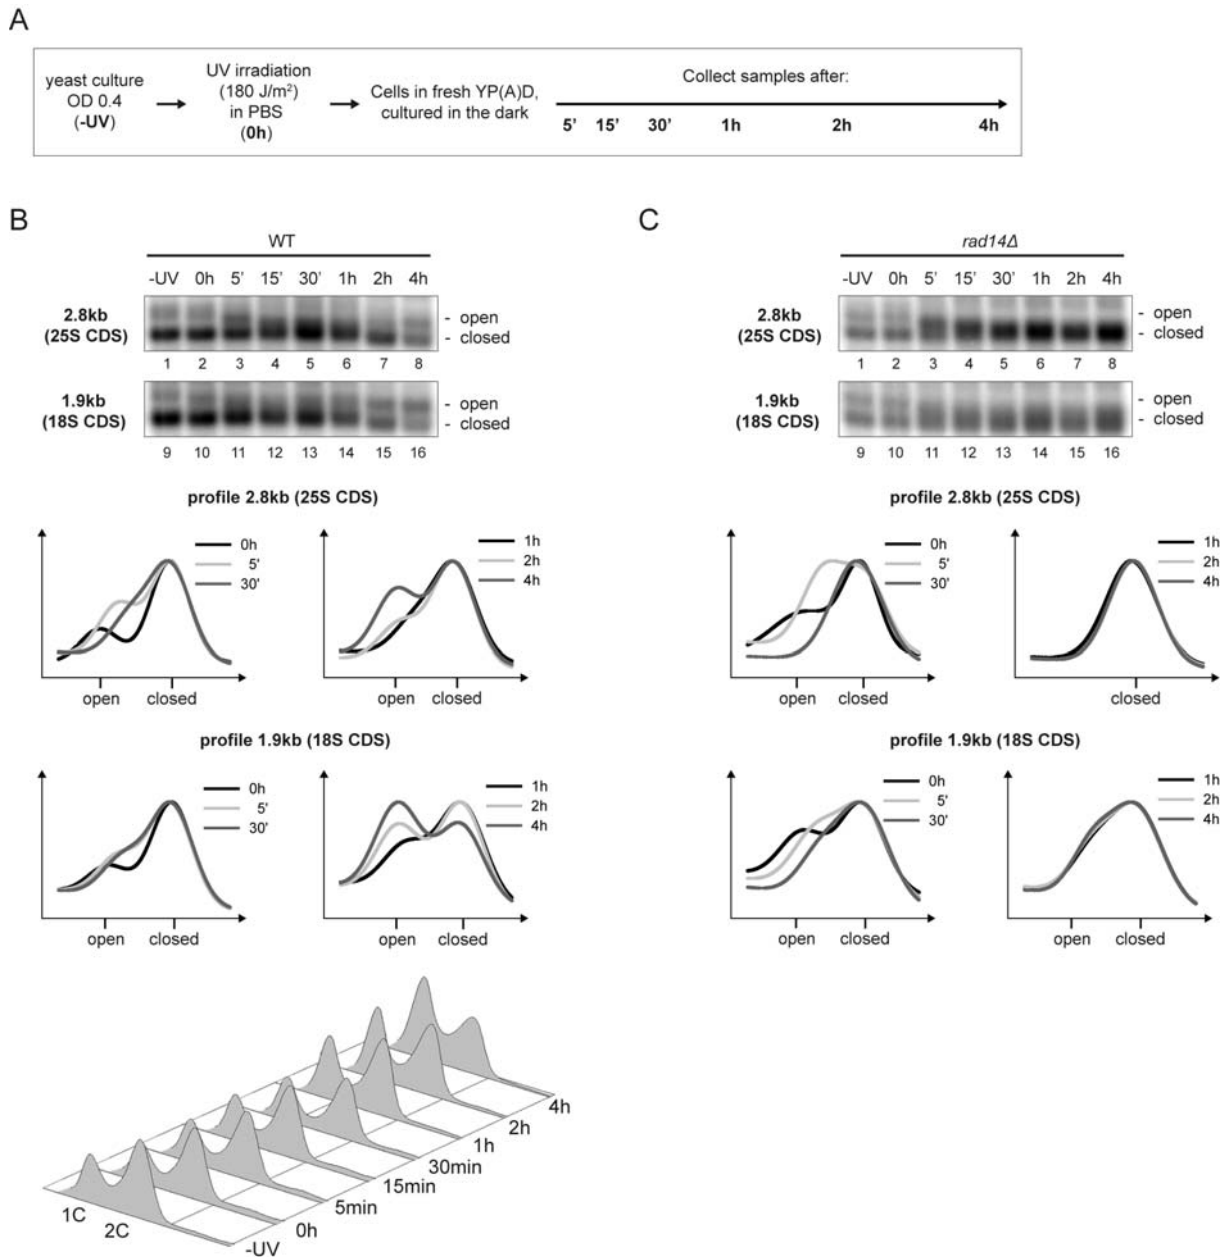 A
yeast culture
OD 0.4
(-UV)
UV irradiation
(180 J/m²)
in PBS
(0h)
Cells in fresh YP(A)D,
cultured in the dark
Collect samples after:
5' 15' 30' 1h 2h 4h
B
WT
-UV 0h 5' 15' 30' 1h 2h 4h
2.8kb
(25S CDS)
- open
- closed
1 2 3 4 5 6 7 8
1.9kb
(18S CDS)
- open
- closed
9 10 11 12 13 14 15 16
profile 2.8kb (25S CDS)
0h
5'
30'
open closed
1h
2h
4h
open closed
profile 1.9kb (18S CDS)
0h
5'
30'
open closed
1h
2h
4h
open closed
1C
2C
-UV
0h
5min
15min
30min
1h
2h
4h
C
rad14Δ
-UV 0h 5' 15' 30' 1h 2h 4h
2.8kb
(25S CDS)
- open
- closed
1 2 3 4 5 6 7 8
1.9kb
(18S CDS)
- open
- closed
9 10 11 12 13 14 15 16
profile 2.8kb (25S CDS)
0h
5'
30'
open closed
1h
2h
4h
closed
profile 1.9kb (18S CDS)
0h
5'
30'
open closed
1h
2h
4h
open closed